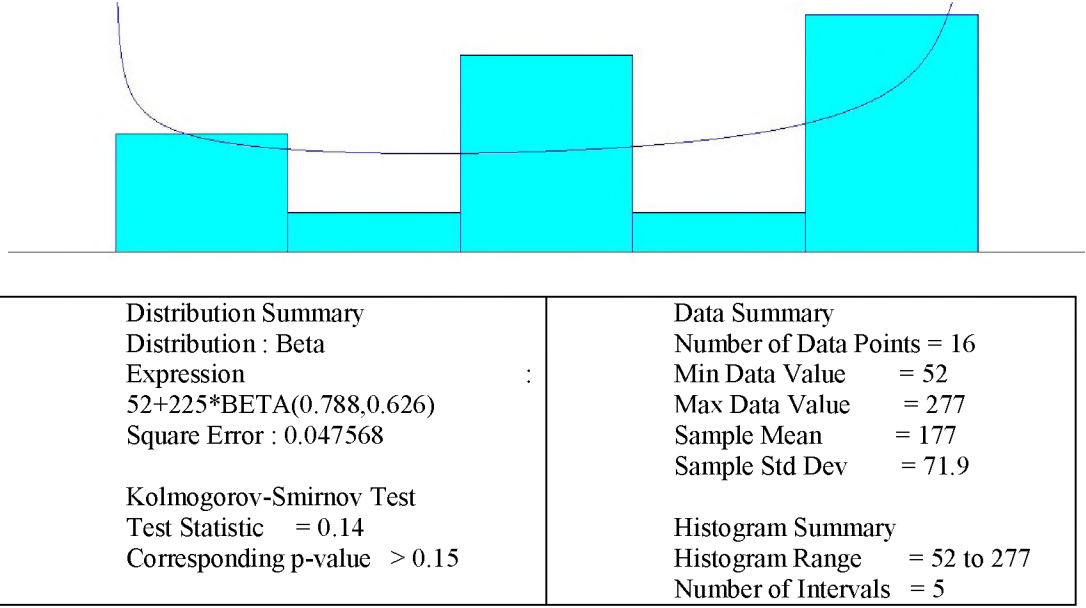 Distribution Summary
Distribution : Beta
Expression :
52+225*BETA(0.788,0.626)
Square Error : 0.047568
Kolmogorov-Smirnov Test
Test Statistic = 0.14
Corresponding p-value > 0.15
Data Summary
Number of Data Points = 16
Min Data Value = 52
Max Data Value = 277
Sample Mean = 177
Sample Std Dev = 71.9
Histogram Summary
Histogram Range = 52 to 277
Number of Intervals = 5